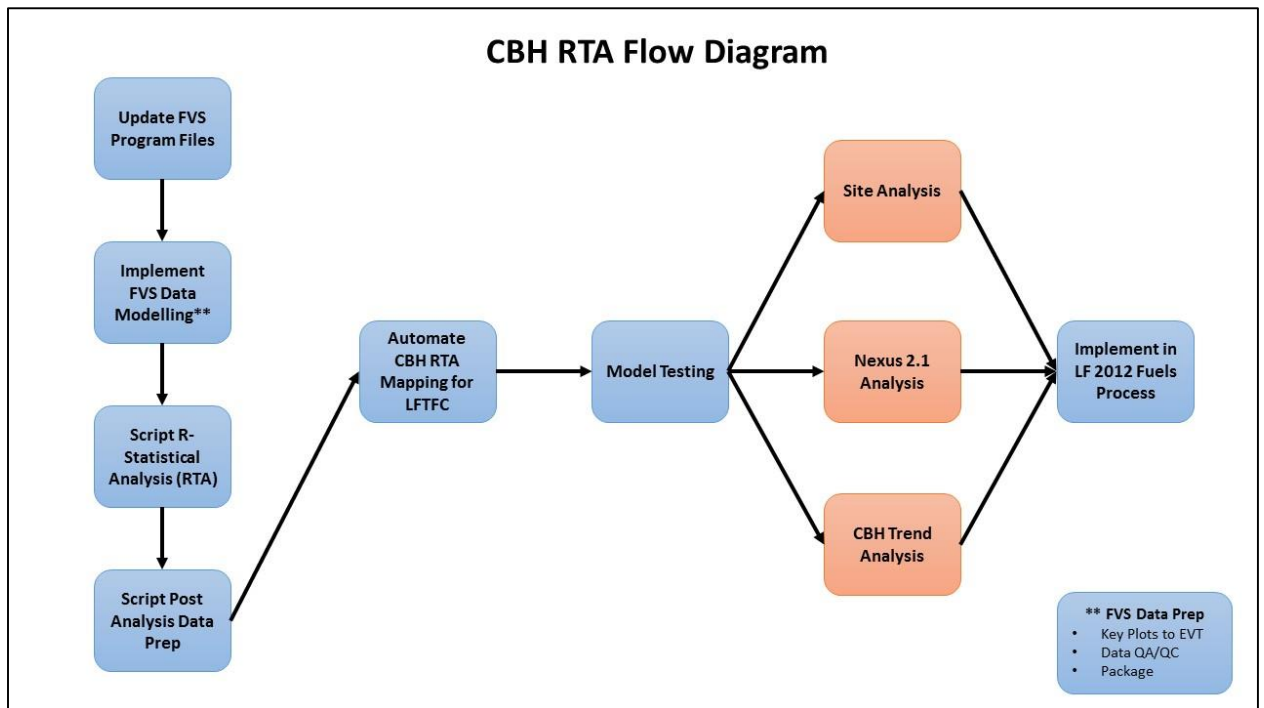 CBH RTA Flow Diagram
Update FVS
Program Files
Implement
FVS Data
Modelling**
Script R-
Statistical
Analysis (RTA)
Script Post
Analysis Data
Prep
Automate
CBH RTA
Mapping for
LFTFC
Model Testing
Site Analysis
Nexus 2.1
Analysis
CBH Trend
Analysis
Implement in
LF 2012 Fuels
Process
** FVS Data Prep
• Key Plots to EVT
• Data QA/QC
• Package